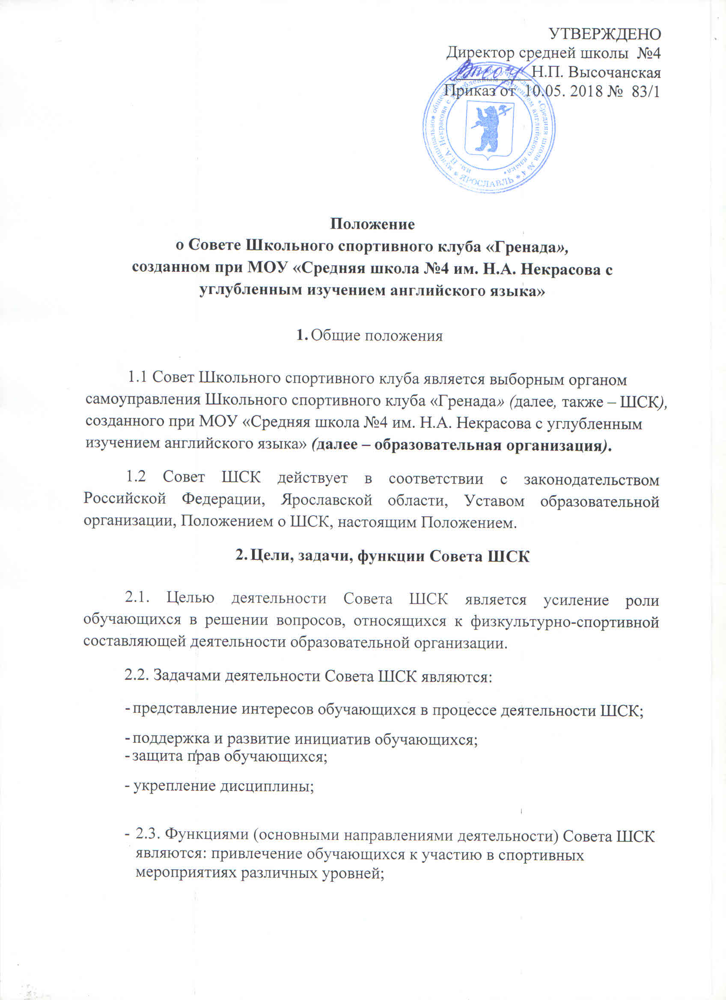 УТВЕРЖДЕНО
Директор средней школы №4
Н.П. Высочанская
Приказ от 10.05. 2018 № 83/1
муниципальное общеобразовательное учреждение «Средняя школа № 4
им. Н.А. Некрасова с углубленным изучением английского языка»
* ЯРОСЛАВЛЬ *
Положение
о Совете Школьного спортивного клуба «Гренада»,
созданном при МОУ «Средняя школа №4 им. Н.А. Некрасова с
углубленным изучением английского языка»
1. Общие положения
1.1 Совет Школьного спортивного клуба является выборным органом
самоуправления Школьного спортивного клуба «Гренада» (далее, также – ШСК),
созданного при МОУ «Средняя школа №4 им. Н.А. Некрасова с углубленным
изучением английского языка» (далее – образовательная организация).
1.2 Совет ШСК действует в соответствии с законодательством
Российской Федерации, Ярославской области, Уставом образовательной
организации, Положением о ШСК, настоящим Положением.
2. Цели, задачи, функции Совета ШСК
2.1. Целью деятельности Совета ШСК является усиление роли
обучающихся в решении вопросов, относящихся к физкультурно-спортивной
составляющей деятельности образовательной организации.
2.2. Задачами деятельности Совета ШСК являются:
- представление интересов обучающихся в процессе деятельности ШСК;
- поддержка и развитие инициатив обучающихся;
- защита прав обучающихся;
- укрепление дисциплины;
- 2.3. Функциями (основными направлениями деятельности) Совета ШСК
являются: привлечение обучающихся к участию в спортивных
мероприятиях различных уровней;